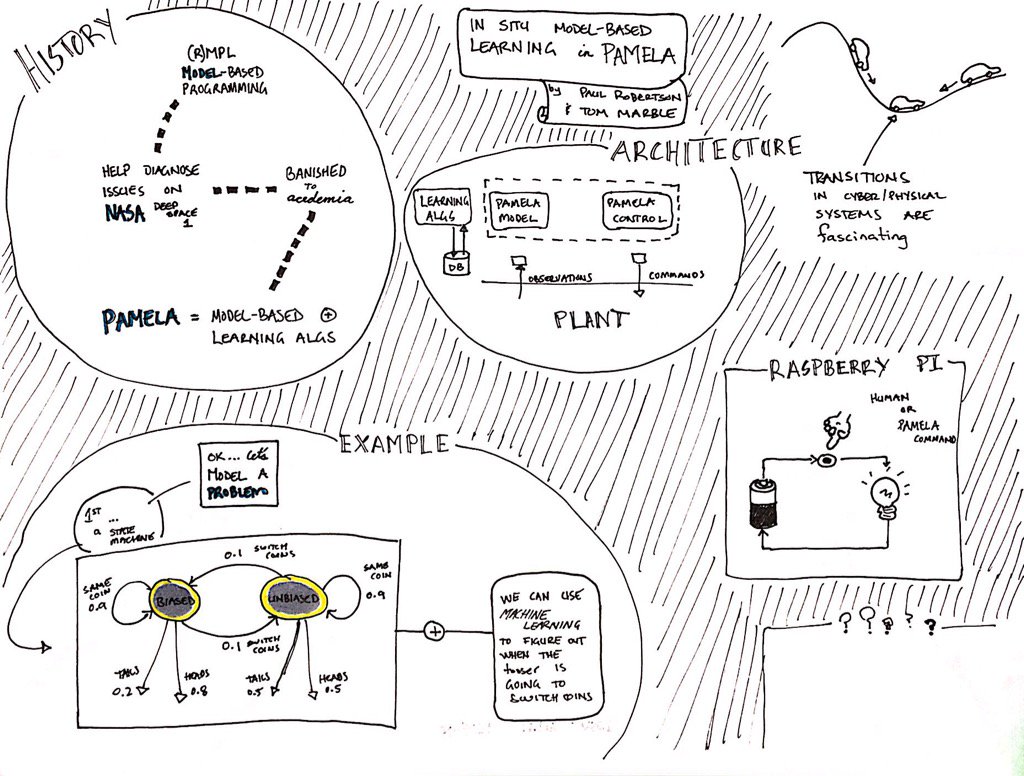 HISTORY
(R)MPL
MODEL-BASED
PROGRAMMING
HELP DIAGNOSE
ISSUES ON
NASA DEEP SPACE 1
BANISHED
TO
academia
PAMELA = MODEL-BASED ⊕
LEARNING ALGS
IN SITU MODEL-BASED
LEARNING in PAMELA
by PAUL ROBERTSON
& TOM MARBLE
ARCHITECTURE
LEARNING
ALGS
DB
PAMELA
MODEL
PAMELA
CONTROL
OBSERVATIONS
COMMANDS
PLANT
TRANSITIONS
IN CYBER/PHYSICAL
SYSTEMS ARE
fascinating
RASPBERRY PI
HUMAN
OR
PAMELA
COMMAND
EXAMPLE
OK... let's
MODEL A
PROBLEM
1ST ...
a STATE
MACHINE
0.1 SWITCH
COINS
SAME
COIN
0.9
BIASED
UNBIASED
SAME
COIN
0.9
0.1 SWITCH
COINS
TAILS
0.2
HEADS
0.8
TAILS
0.5
HEADS
0.5
+
WE CAN USE
MACHINE
LEARNING
TO FIGURE OUT
WHEN THE
tosser IS
GOING TO
SWITCH COINS
? ? ? ? ?